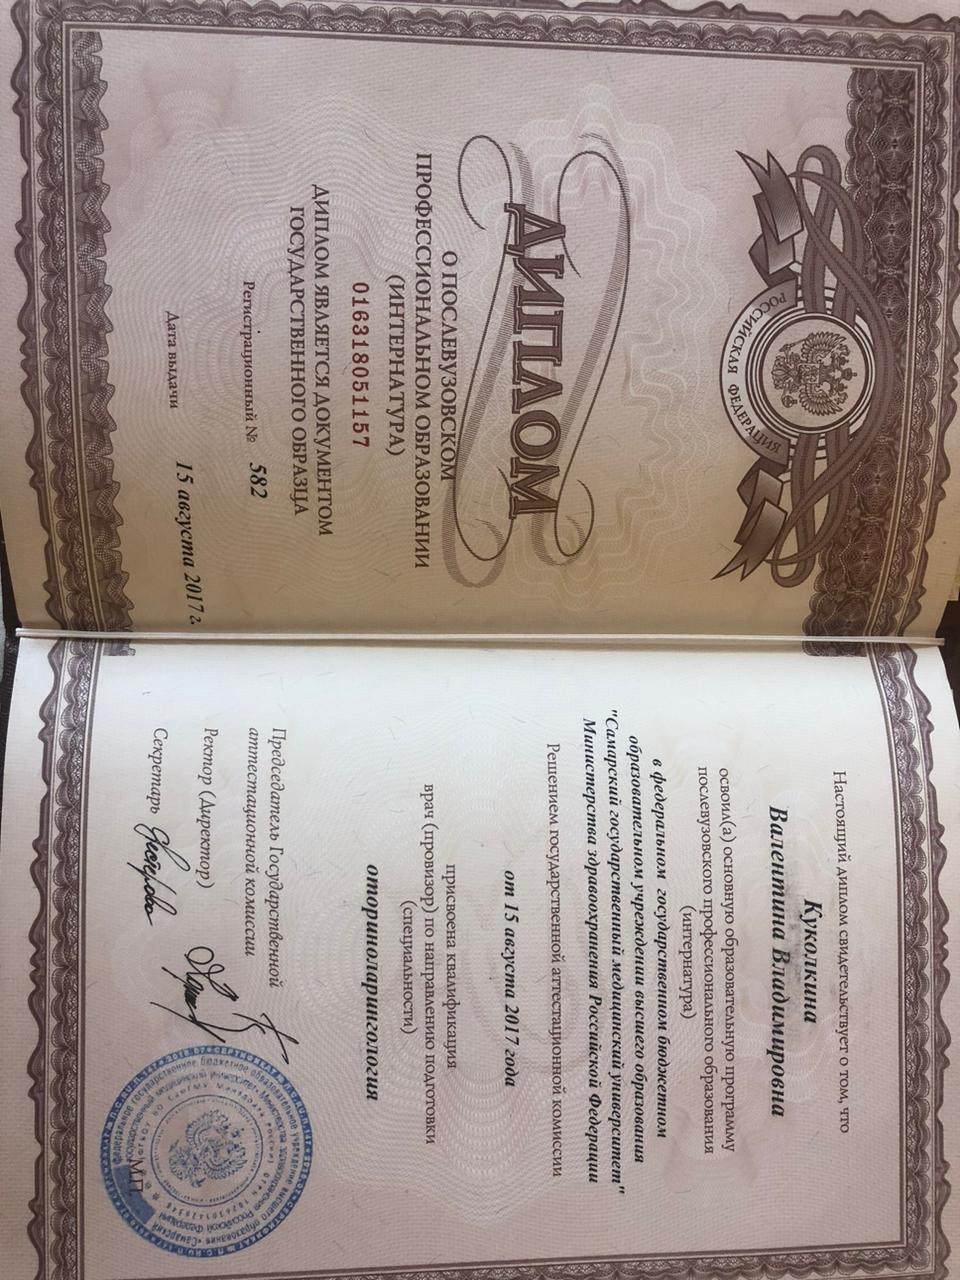 РОССИЙСКАЯ ФЕДЕРАЦИЯ
ДИПЛОМ
О ПОСЛЕВУЗОВСКОМ
ПРОФЕССИОНАЛЬНОМ ОБРАЗОВАНИИ
(ИНТЕРНАТУРА)
016318051157
ДИПЛОМ ЯВЛЯЕТСЯ ДОКУМЕНТОМ
ГОСУДАРСТВЕННОГО ОБРАЗЦА
Регистрационный № 582
Дата выдачи 15 августа 2017 г.
Настоящий диплом свидетельствует о том, что
Куколкина
Валентина Владимировна
освоил(а) основную образовательную программу
послевузовского профессионального образования
(интернатура)
в федеральном государственном бюджетном
образовательном учреждении высшего образования
"Самарский государственный медицинский университет"
Министерства здравоохранения Российской Федерации
Решением государственной аттестационной комиссии
от 15 августа 2017 года
присвоена квалификация
врач (провизор) по направлению подготовки
(специальности)
оториноларингология
Председатель Государственной
аттестационной комиссии
Ректор (Директор)
Секретарь
М.П.